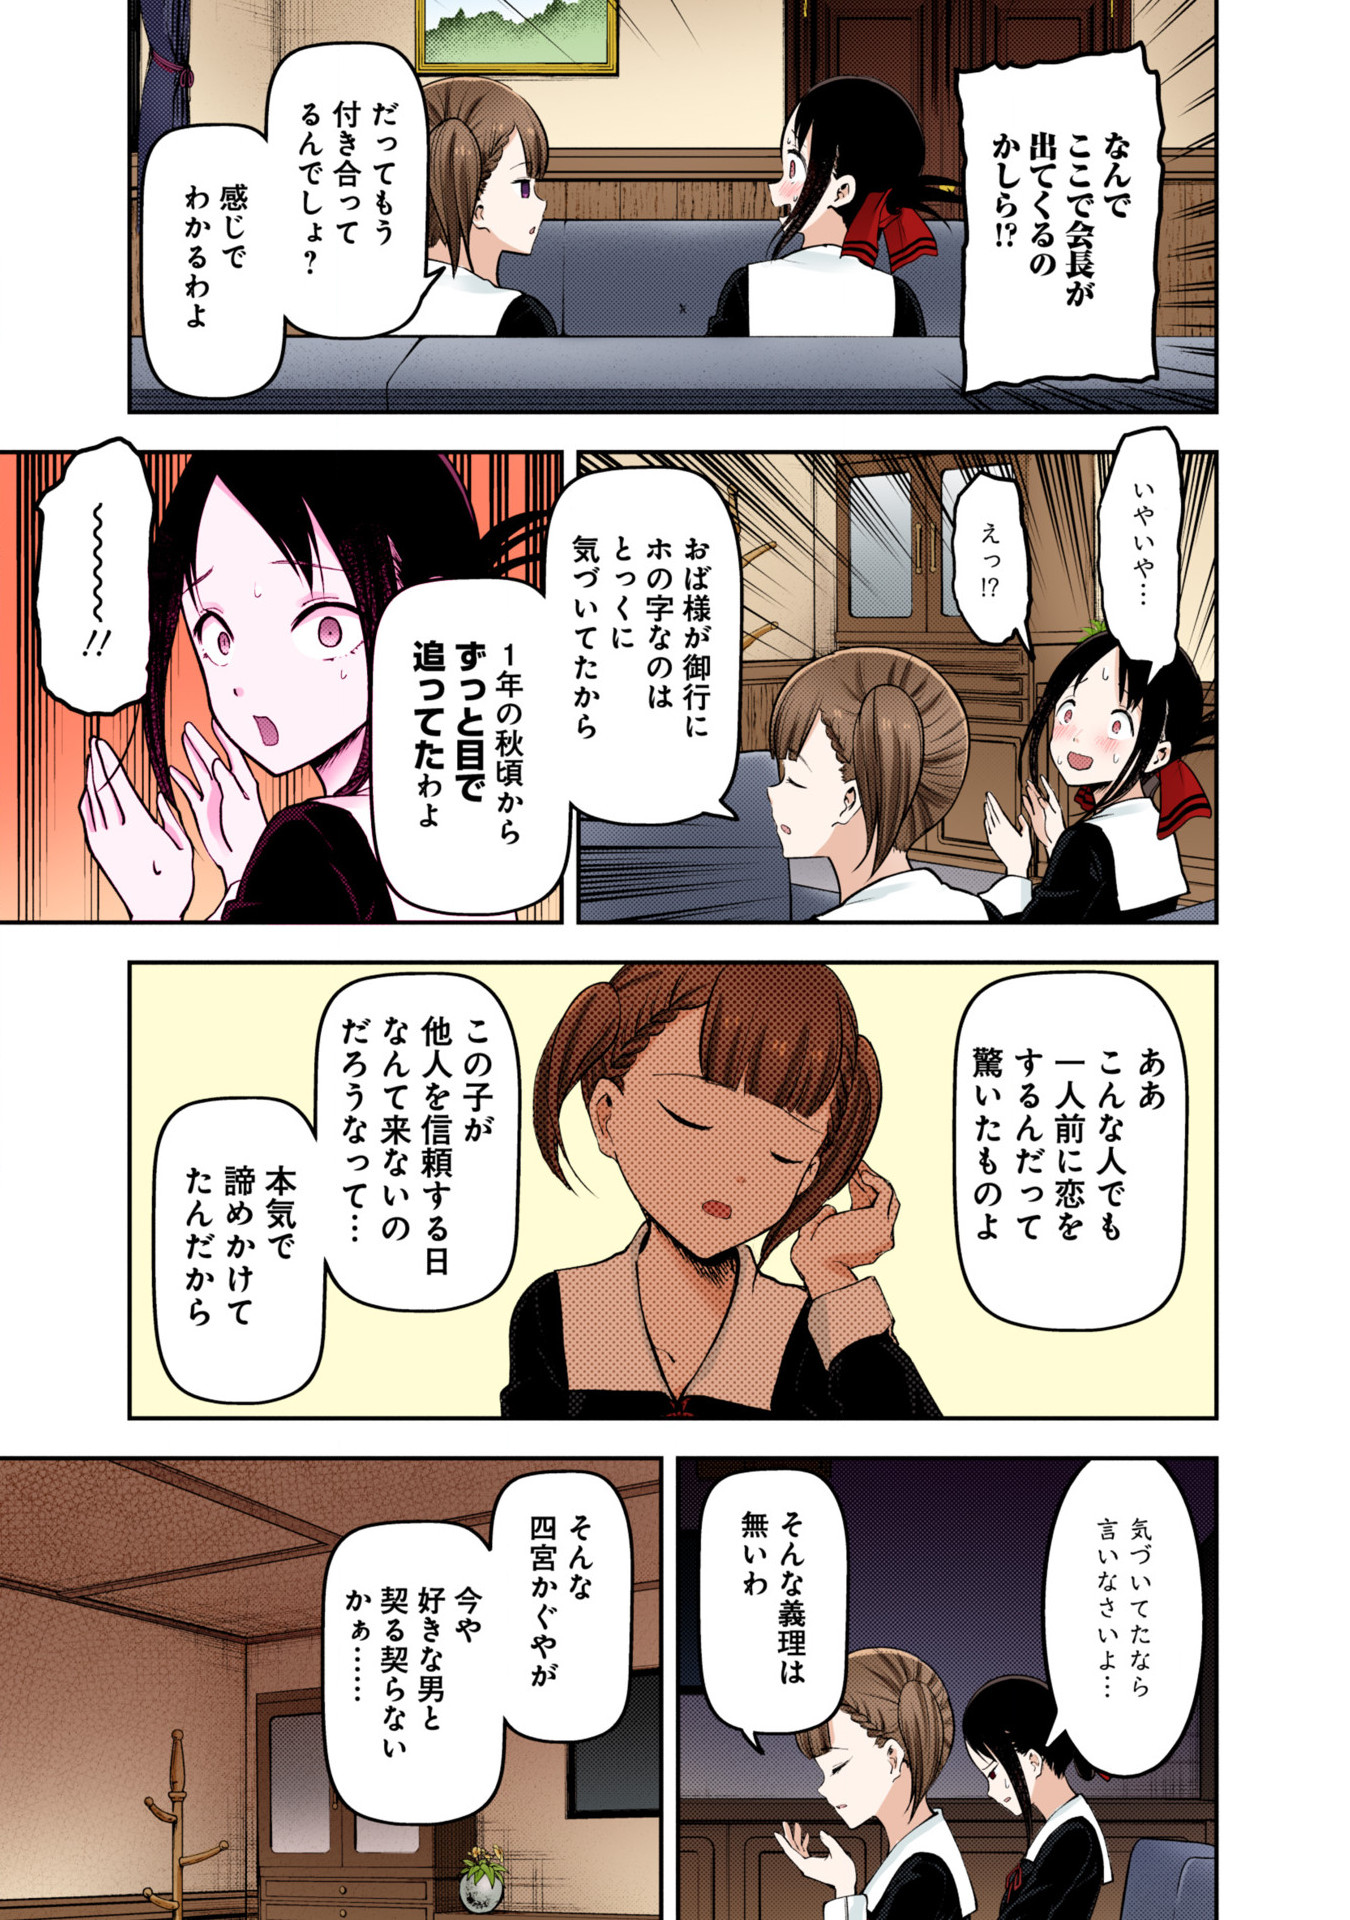 なんで
ここで会長が
出てくるの
かしら!?
だってもう
付き合って
るんでしょ?
感じで
わかるわよ
いやいや…
えっ!?
おば様が御行に
ホの字なのは
とっくに
気づいてたから
1年の秋頃から
ずっと目で
追ってたわよ
〜〜〜〜!!
ああ
こんな人でも
一人前に恋を
するんだって
驚いたものよ
この子が
他人を信頼する日
なんて来ないの
だろうなって…
本気で
諦めかけて
たんだから
気づいてたなら
言いなさいよ…
そんな義理は
無いわ
そんな
四宮かぐやが
今や
好きな男と
契る契らない
かぁ……